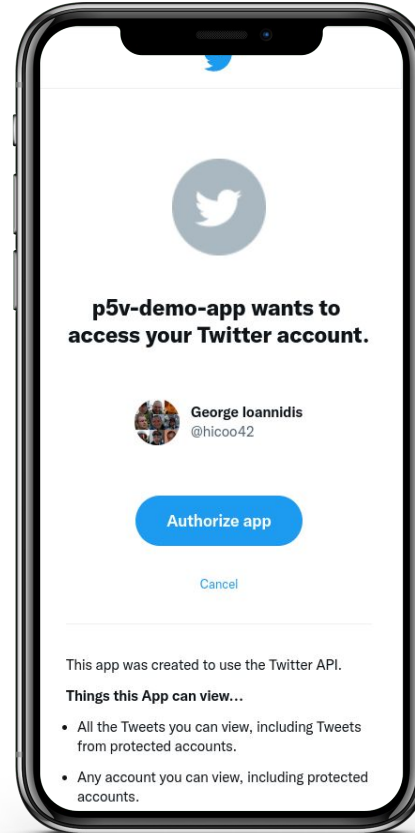 p5v-demo-app wants to
access your Twitter account.
George Ioannidis
@hicoo42
Authorize app
Cancel
This app was created to use the Twitter API.
Things this App can view...
• All the Tweets you can view, including Tweets
from protected accounts.
• Any account you can view, including protected
accounts.